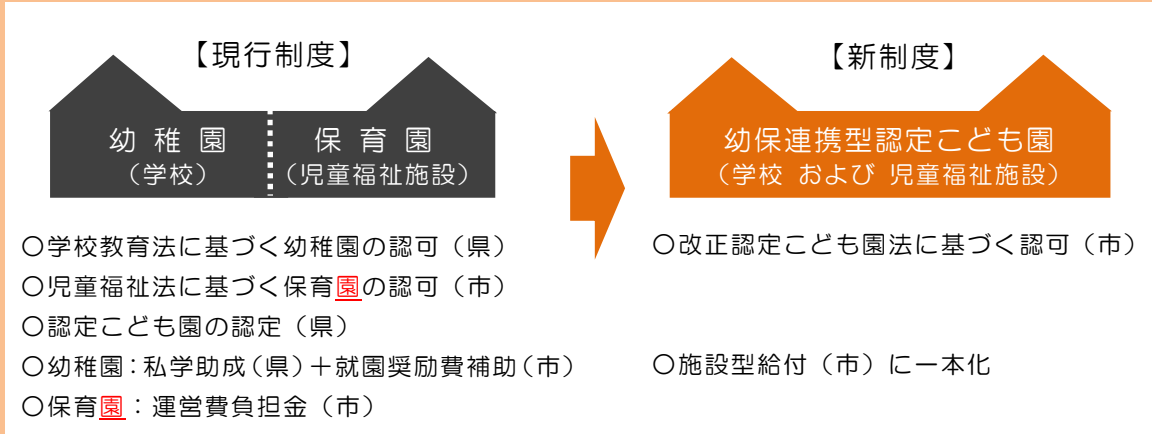 【現行制度】
幼稚園
（学校）
保育園
（児童福祉施設）
〇学校教育法に基づく幼稚園の認可（県）
〇児童福祉法に基づく保育園の認可（市）
〇認定こども園の認定（県）
〇幼稚園：私学助成（県）＋就園奨励費補助（市）
〇保育園：運営費負担金（市）
【新制度】
幼保連携型認定こども園
（学校 および 児童福祉施設）
〇改正認定こども園法に基づく認可（市）
〇施設型給付（市）に一本化